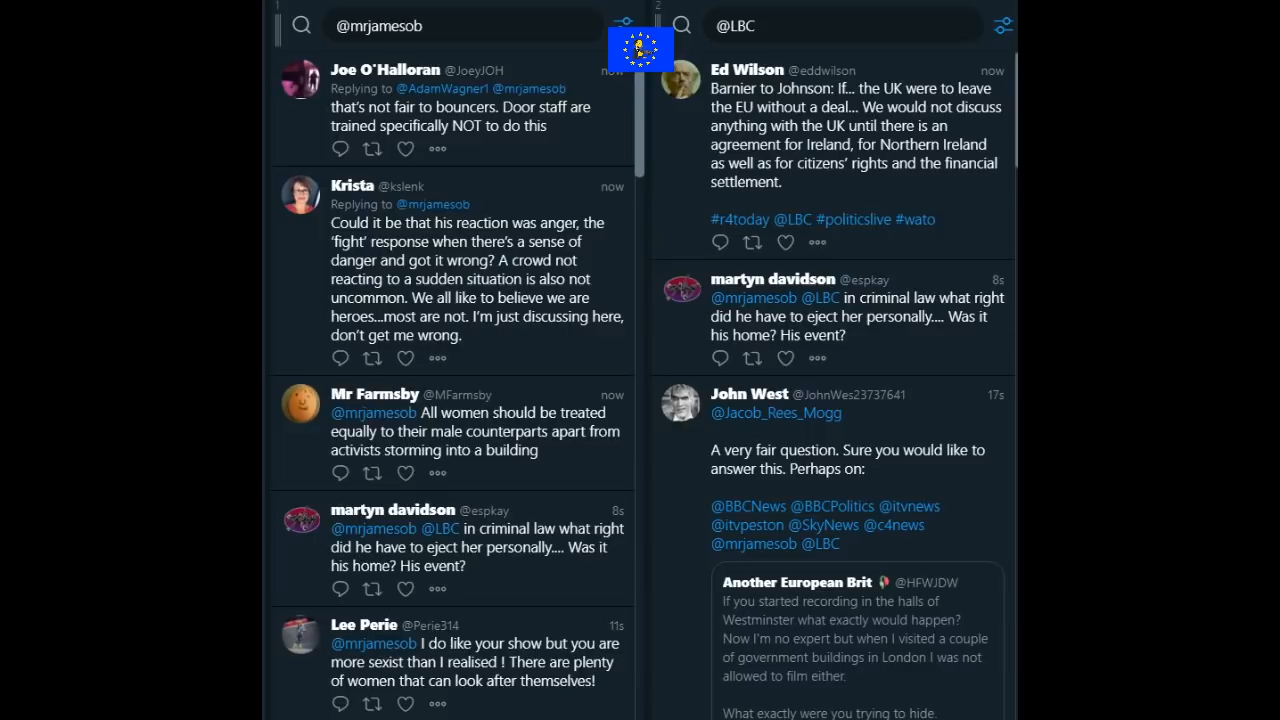 1
@mrjamesob
Joe O'Halloran @JoeyJOH now
Replying to @AdamWagner1 @mrjamesob
that's not fair to bouncers. Door staff are
trained specifically NOT to do this
Krista @kslenk now
Replying to @mrjamesob
Could it be that his reaction was anger, the
'fight' response when there's a sense of
danger and got it wrong? A crowd not
reacting to a sudden situation is also not
uncommon. We all like to believe we are
heroes...most are not. I'm just discussing here,
don't get me wrong.
Mr Farmsby @MFarmsby now
@mrjamesob All women should be treated
equally to their male counterparts apart from
activists storming into a building
martyn davidson @espkay 8s
@mrjamesob @LBC in criminal law what right
did he have to eject her personally.... Was it
his home? His event?
Lee Perie @Perie314 11s
@mrjamesob I do like your show but you are
more sexist than I realised ! There are plenty
of women that can look after themselves!
2
@LBC
Ed Wilson @eddwilson now
Barnier to Johnson: If... the UK were to leave
the EU without a deal... We would not discuss
anything with the UK until there is an
agreement for Ireland, for Northern Ireland
as well as for citizens' rights and the financial
settlement.
#r4today @LBC #politicslive #wato
martyn davidson @espkay 8s
@mrjamesob @LBC in criminal law what right
did he have to eject her personally.... Was it
his home? His event?
John West @JohnWes23737641 17s
@Jacob_Rees_Mogg
A very fair question. Sure you would like to
answer this. Perhaps on:
@BBCNews @BBCPolitics @itvnews
@itvpeston @SkyNews @c4news
@mrjamesob @LBC
Another European Brit @HFWJDW
If you started recording in the halls of
Westminster what exactly would happen?
Now I'm no expert but when I visited a couple
of government buildings in London I was not
allowed to film either.
What exactly were you trying to hide.